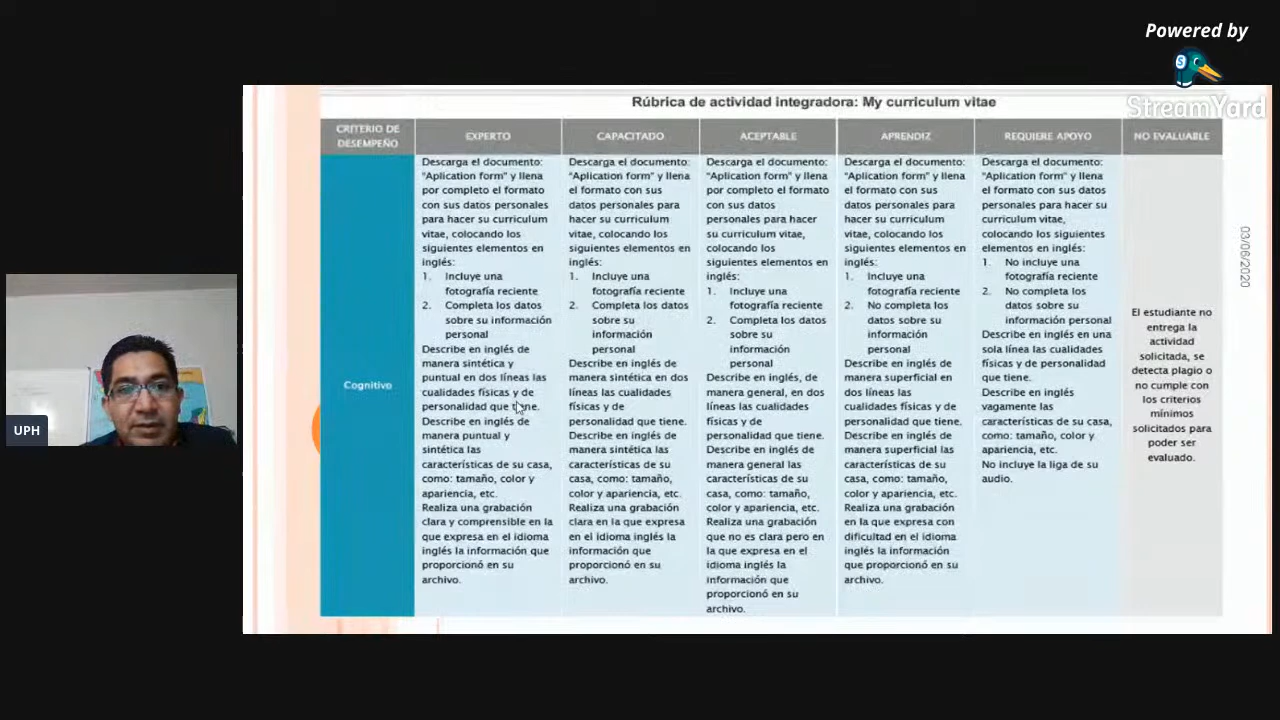 Powered by
StreamYard
Rúbrica de actividad integradora: My curriculum vitae
CRITERIO DE
DESEMPEÑO
EXPERTO
CAPACITADO
ACEPTABLE
APRENDIZ
REQUIERE APOYO
NO EVALUABLE
Cognitivo
Descarga el documento:
"Aplication form" y llena
por completo el formato
con sus datos personales
para hacer su curriculum
vitae, colocando los
siguientes elementos en
inglés:
1. Incluye una
fotografía reciente
2. Completa los datos
sobre su información
personal
Describe en inglés de
manera sintética y
puntual en dos líneas las
cualidades físicas y de
personalidad que tiene.
Describe en inglés de
manera puntual y
sintética las
características de su casa,
como: tamaño, color y
apariencia, etc.
Realiza una grabación
clara y comprensible en la
que expresa en el idioma
inglés la información que
proporcionó en su
archivo.
Descarga el documento:
"Aplication form" y llena
el formato con sus
datos personales para
hacer su curriculum
vitae, colocando los
siguientes elementos en
inglés:
1. Incluye una
fotografía reciente
2. Completa los datos
sobre su
información
personal
Describe en inglés de
manera sintética en dos
líneas las cualidades
físicas y de
personalidad que tiene.
Describe en inglés de
manera sintética las
características de su
casa, como: tamaño,
color y apariencia, etc.
Realiza una grabación
clara en la que expresa
en el idioma inglés la
información que
proporcionó en su
archivo.
Descarga el documento:
"Aplication form" y llena
por completo el formato
con sus datos
personales para hacer
su curriculum vitae,
colocando los
siguientes elementos en
inglés:
1. Incluye una
fotografía reciente
2. Completa los datos
sobre su
información
personal
Describe en inglés, de
manera general, en dos
líneas las cualidades
físicas y de
personalidad que tiene.
Describe en inglés de
manera general las
características de su
casa, como: tamaño,
color y apariencia, etc.
Realiza una grabación
que no es clara pero en
la que expresa en el
idioma inglés la
información que
proporcionó en su
archivo.
Descarga el documento:
"Aplication form" y llena
el formato con sus
datos personales para
hacer su curriculum
vitae, colocando los
siguientes elementos en
inglés:
1. Incluye una
fotografía reciente
2. No completa los
datos sobre su
información
personal
Describe en inglés de
manera superficial en
dos líneas las
cualidades físicas y de
personalidad que tiene.
Describe en inglés de
manera superficial las
características de su
casa, como: tamaño,
color y apariencia, etc.
Realiza una grabación
en la que expresa con
dificultad en el idioma
inglés la información
que proporcionó en su
archivo.
Descarga el documento:
"Aplication form" y llena
el formato con sus datos
personales para hacer su
curriculum vitae,
colocando los siguientes
elementos en inglés:
1. No incluye una
fotografía reciente
2. No completa los
datos sobre su
información personal
Describe en inglés en una
sola línea las cualidades
físicas y de personalidad
que tiene.
Describe en inglés
vagamente las
características de su casa,
como: tamaño, color y
apariencia, etc.
No incluye la liga de su
audio.
El estudiante no
entrega la
actividad
solicitada, se
detecta plagio o
no cumple con
los criterios
mínimos
solicitados para
poder ser
evaluado.
03/06/2020
UPH